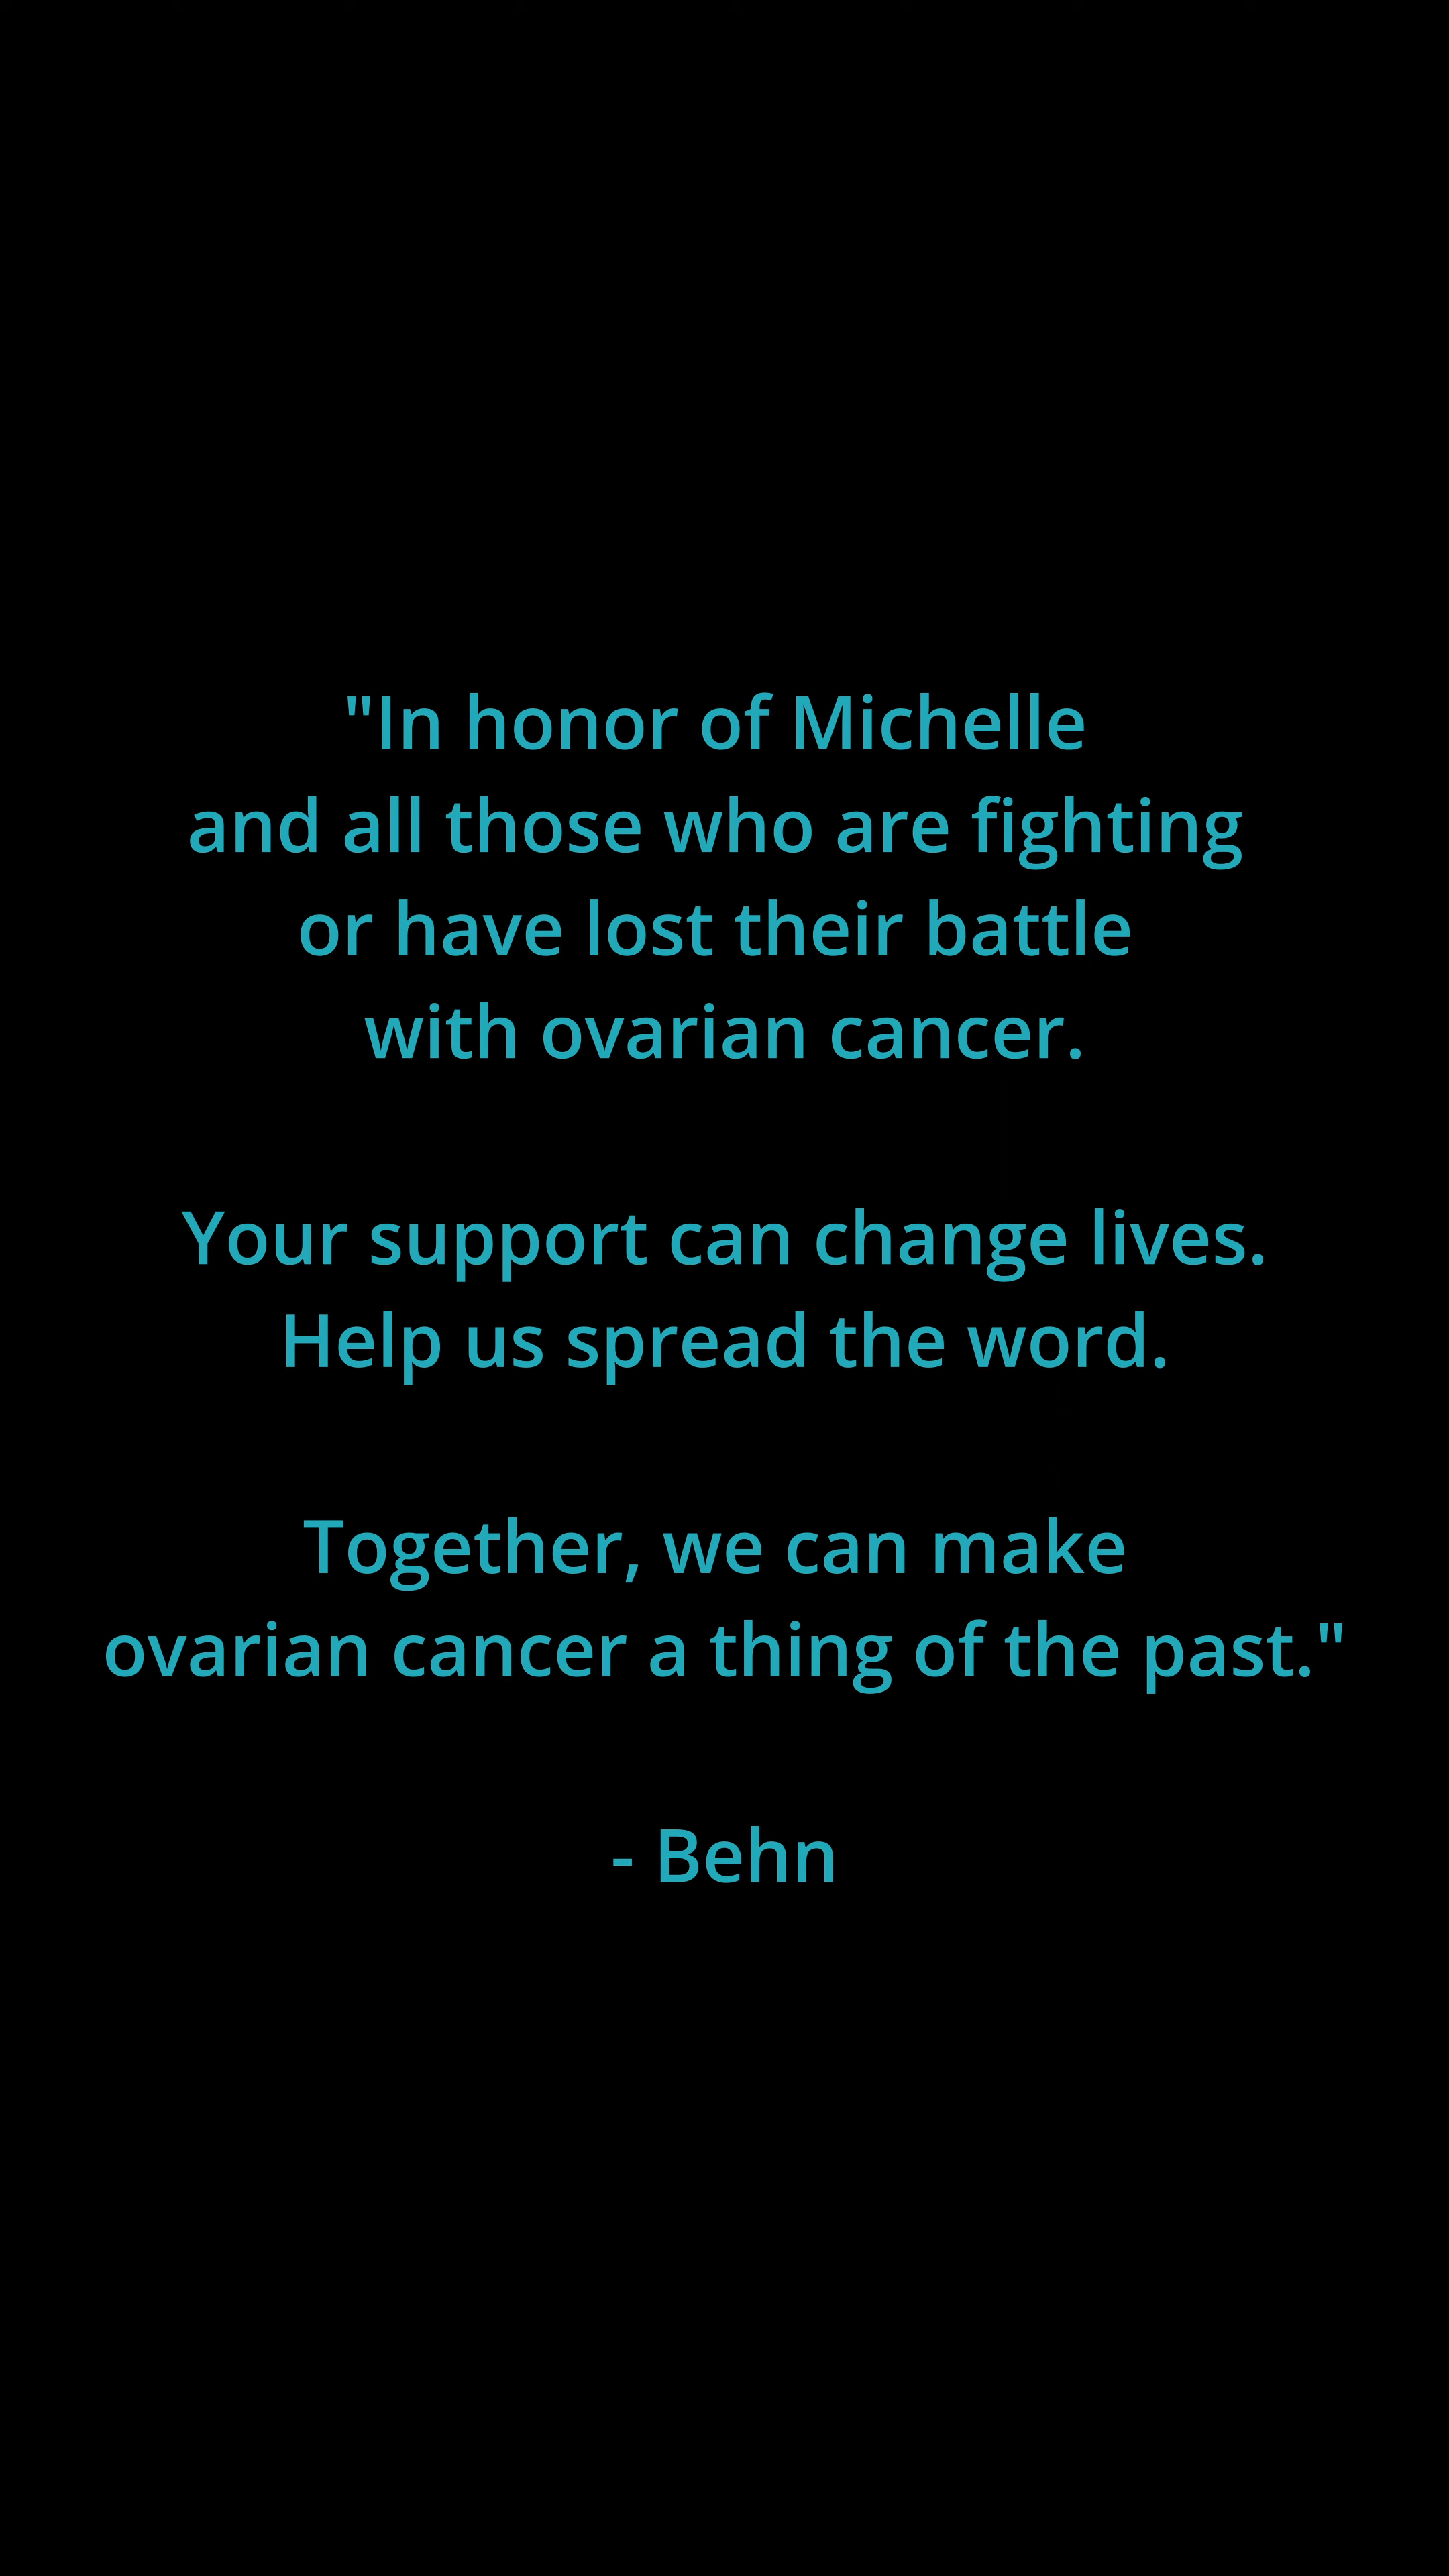 "In honor of Michelle
and all those who are fighting
or have lost their battle
with ovarian cancer.
Your support can change lives.
Help us spread the word.
Together, we can make
ovarian cancer a thing of the past."
- Behn